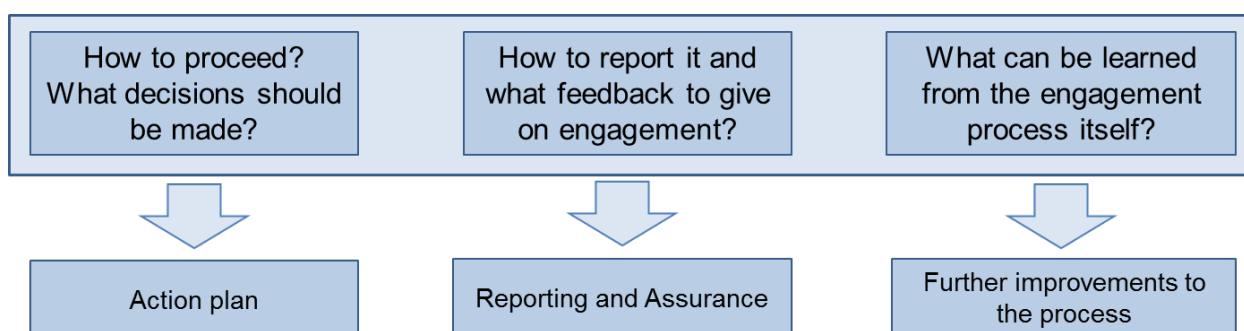 How to proceed?
What decisions should
be made?
How to report it and
what feedback to give
on engagement?
What can be learned
from the engagement
process itself?
Action plan
Reporting and Assurance
Further improvements to
the process